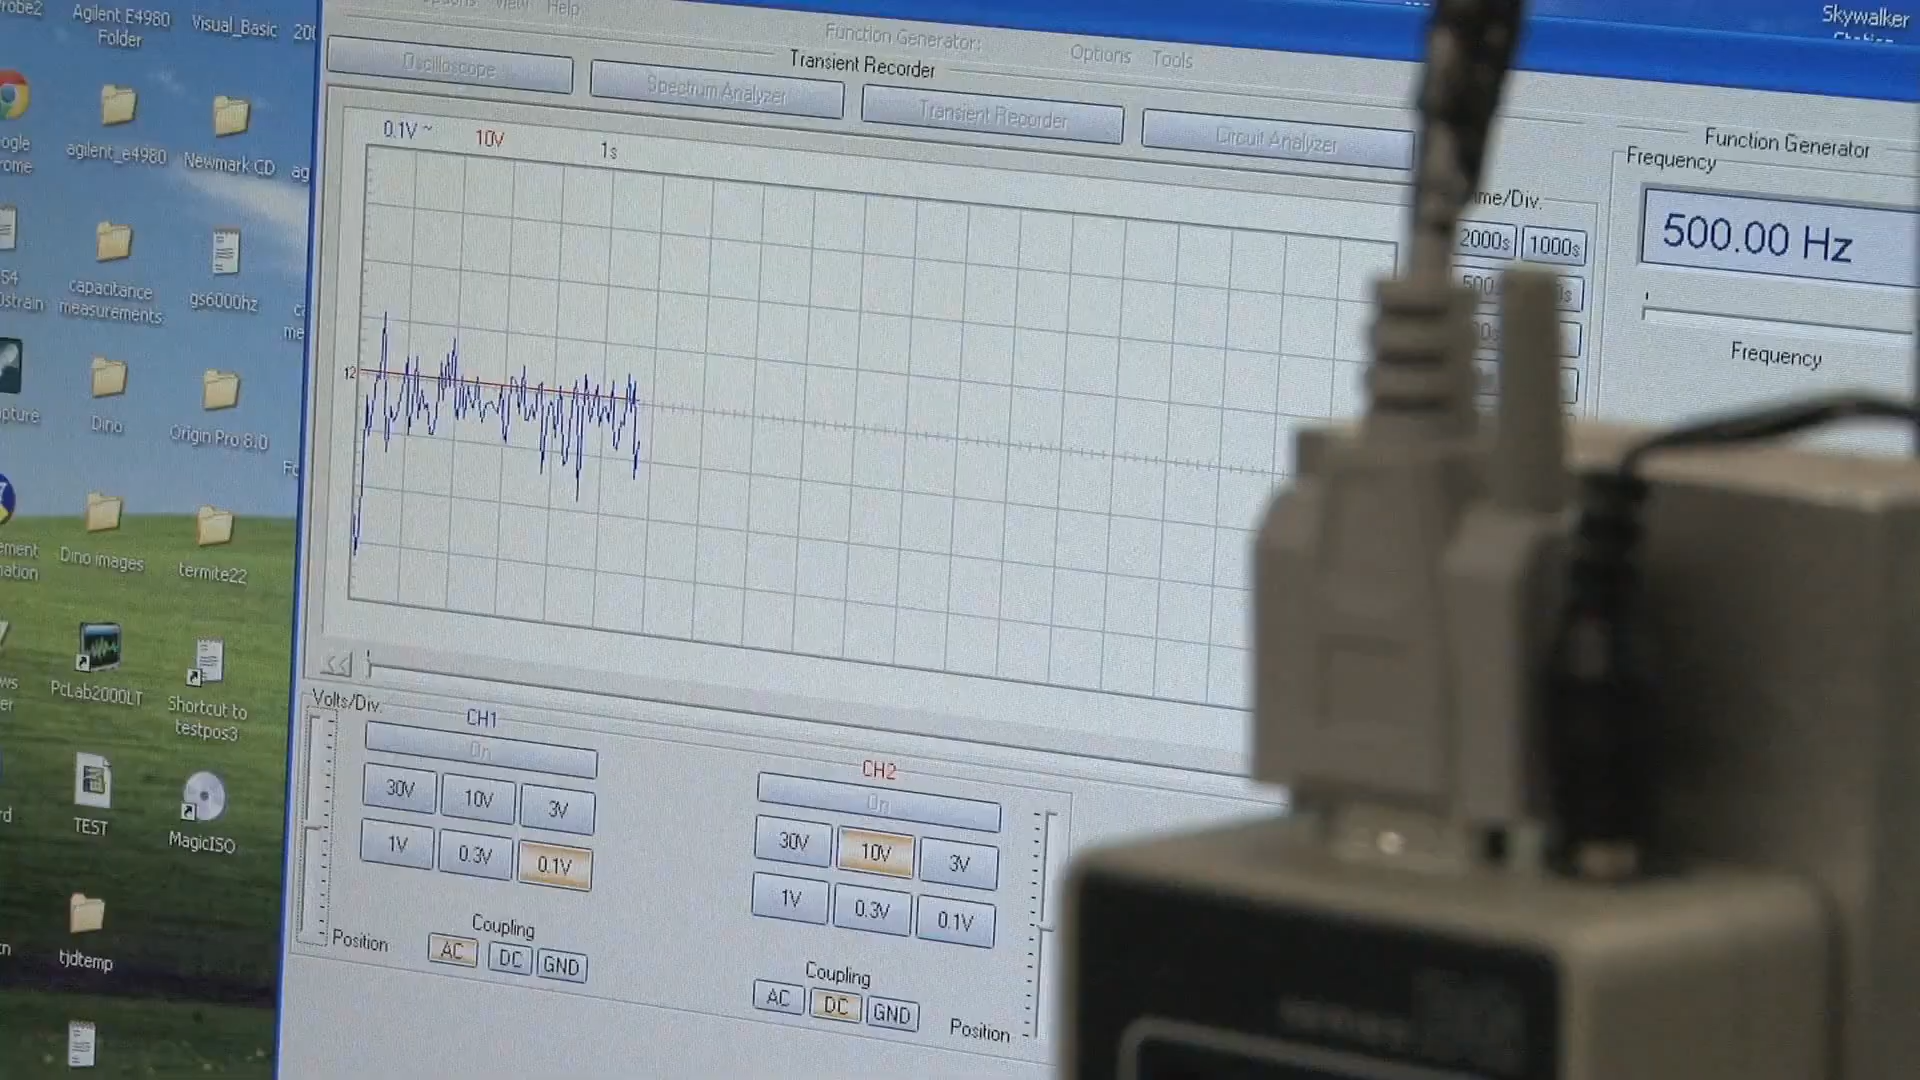 Agilent E4980
Folder
Visual_Basic
Skywalker
agilent_e4980
Newmark CD
capacitance
measurements
gs6000hz
Dino
Origin Pro 8.0
Dino images
termite22
PcLab2000LT
Shortcut to
testpos3
TEST
MagicISO
tjdtemp
View Help
Function Generator:
Options Tools
Transient Recorder
Oscilloscope
Spectrum Analyzer
Transient Recorder
Circuit Analyzer
0.1V ~ 10V 1s
12
2000s 1000s
Function Generator
Frequency
500.00 Hz
Frequency
<<
Volts/Div.
CH1
On
30V 10V 3V
1V 0.3V 0.1V
Coupling
AC DC GND
Position
CH2
On
30V 10V 3V
1V 0.3V 0.1V
Coupling
AC DC GND
Position